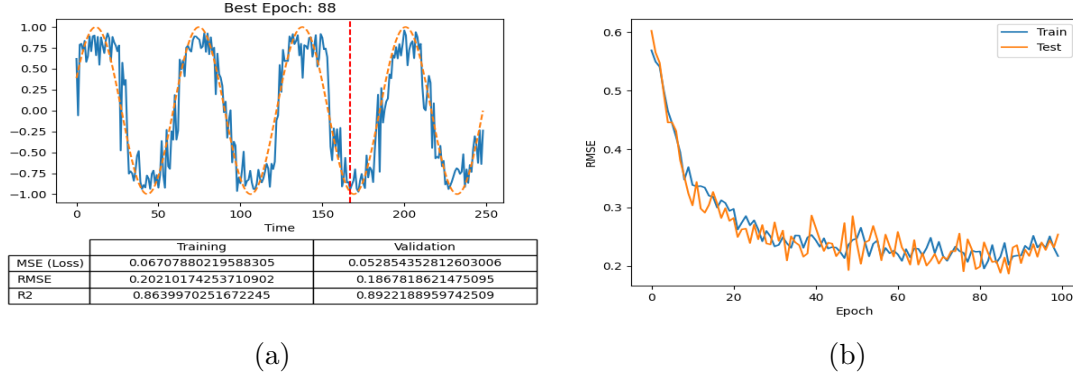 Best Epoch: 88
1.00
0.75
0.50
0.25
0.00
−0.25
−0.50
−0.75
−1.00
0 50 100 150 200 250
Time
Training Validation
MSE (Loss) 0.06707880219588305 0.052854352812603006
RMSE 0.20210174253710902 0.1867818621475095
R2 0.8639970251672245 0.8922188959742509
(a)
Train
Test
0.6
0.5
0.4
0.3
0.2
RMSE
0 20 40 60 80 100
Epoch
(b)